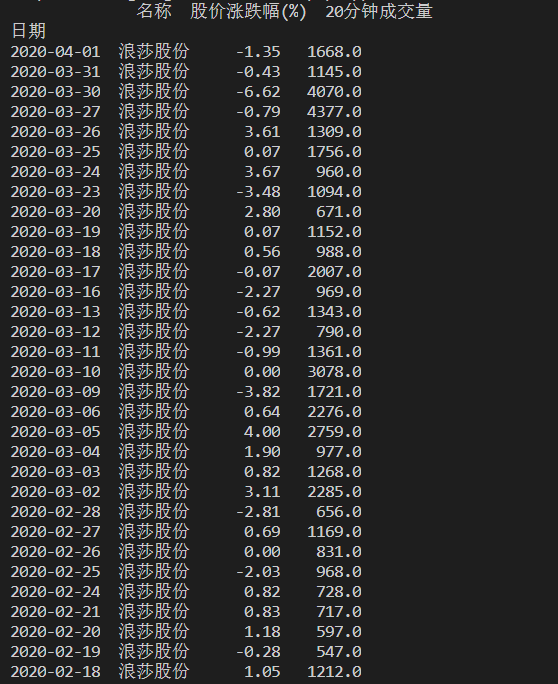 名称 股价涨跌幅(%) 20分钟成交量
日期
2020-04-01 浪莎股份 -1.35 1668.0
2020-03-31 浪莎股份 -0.43 1145.0
2020-03-30 浪莎股份 -6.62 4070.0
2020-03-27 浪莎股份 -0.79 4377.0
2020-03-26 浪莎股份 3.61 1309.0
2020-03-25 浪莎股份 0.07 1756.0
2020-03-24 浪莎股份 3.67 960.0
2020-03-23 浪莎股份 -3.48 1094.0
2020-03-20 浪莎股份 2.80 671.0
2020-03-19 浪莎股份 0.07 1152.0
2020-03-18 浪莎股份 0.56 988.0
2020-03-17 浪莎股份 -0.07 2007.0
2020-03-16 浪莎股份 -2.27 969.0
2020-03-13 浪莎股份 -0.62 1343.0
2020-03-12 浪莎股份 -2.27 790.0
2020-03-11 浪莎股份 -0.99 1361.0
2020-03-10 浪莎股份 0.00 3078.0
2020-03-09 浪莎股份 -3.82 1721.0
2020-03-06 浪莎股份 0.64 2276.0
2020-03-05 浪莎股份 4.00 2759.0
2020-03-04 浪莎股份 1.90 977.0
2020-03-03 浪莎股份 0.82 1268.0
2020-03-02 浪莎股份 3.11 2285.0
2020-02-28 浪莎股份 -2.81 656.0
2020-02-27 浪莎股份 0.69 1169.0
2020-02-26 浪莎股份 0.00 831.0
2020-02-25 浪莎股份 -2.03 968.0
2020-02-24 浪莎股份 0.82 728.0
2020-02-21 浪莎股份 0.83 717.0
2020-02-20 浪莎股份 1.18 597.0
2020-02-19 浪莎股份 -0.28 547.0
2020-02-18 浪莎股份 1.05 1212.0